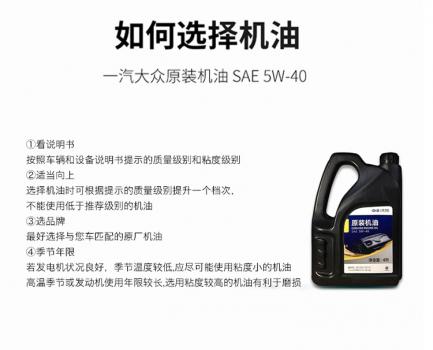 如何选择机油
一汽大众原装机油 SAE 5W-40
①看说明书
按照车辆和设备说明书提示的质量级别和粘度级别
②适当向上
选择机油时可根据提示的质量级别提升一个档次,
不能使用低于推荐级别的机油
③选品牌
最好选择与您车匹配的原厂机油
④季节年限
若发电机状况良好，季节温度较低,应尽可能使用粘度小的机油
高温季节或发动机使用年限较长,选用粘度较高的机油有利于磨损
原装机油
SAE 5W-40